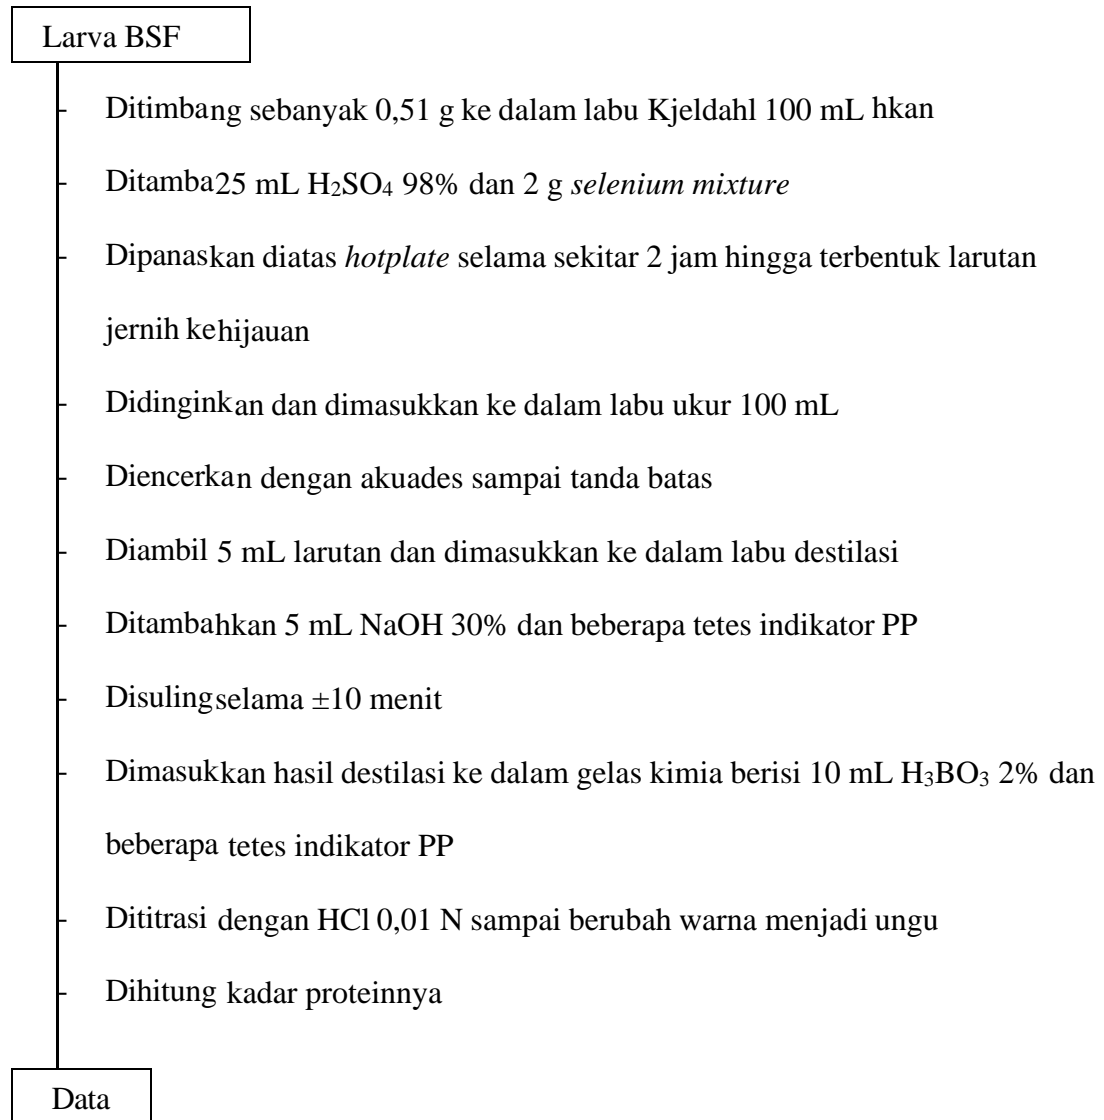 Larva BSF
- Ditimbang sebanyak 0,51 g ke dalam labu Kjeldahl 100 mL hkan
- Ditamba25 mL H₂SO₄ 98% dan 2 g selenium mixture
- Dipanaskan diatas hotplate selama sekitar 2 jam hingga terbentuk larutan
jernih kehijauan
- Didinginkan dan dimasukkan ke dalam labu ukur 100 mL
- Diencerkan dengan akuades sampai tanda batas
- Diambil 5 mL larutan dan dimasukkan ke dalam labu destilasi
- Ditambahkan 5 mL NaOH 30% dan beberapa tetes indikator PP
- Disulingselama ±10 menit
- Dimasukkan hasil destilasi ke dalam gelas kimia berisi 10 mL H₃BO₃ 2% dan
beberapa tetes indikator PP
- Dititrasi dengan HCl 0,01 N sampai berubah warna menjadi ungu
- Dihitung kadar proteinnya
Data